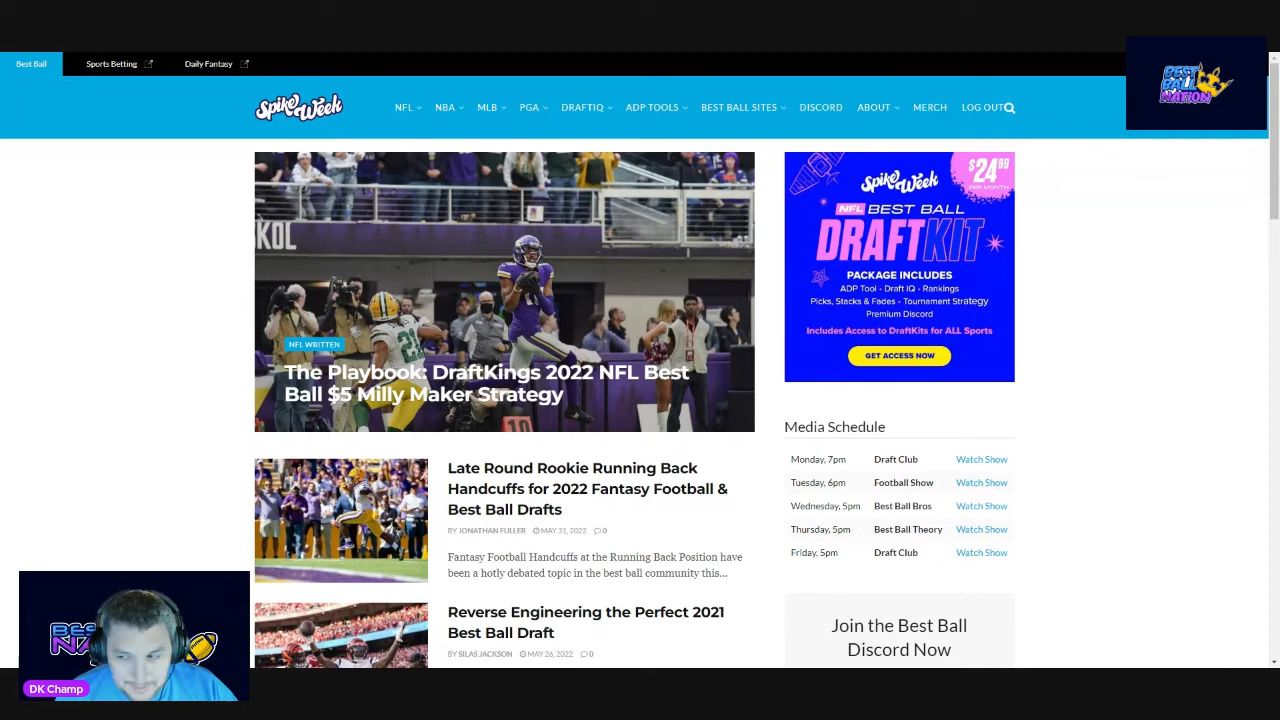 Best Ball
Sports Betting
Daily Fantasy
BEST
BALL
NATION
Spike Week
NFL
NBA
MLB
PGA
DRAFTIQ
ADP TOOLS
BEST BALL SITES
DISCORD
ABOUT
MERCH
LOG OUT
KOL
21
10
NFL WRITTEN
The Playbook: DraftKings 2022 NFL Best
Ball $5 Milly Maker Strategy
$24.99
PER MONTH
Spike Week
NFL BEST BALL
DRAFTKIT
PACKAGE INCLUDES
ADP Tool • Draft IQ • Rankings
Picks, Stacks & Fades • Tournament Strategy
Premium Discord
Includes Access to DraftKits for ALL Sports
GET ACCESS NOW
Media Schedule
Monday, 7pm Draft Club Watch Show
Tuesday, 6pm Football Show Watch Show
Wednesday, 5pm Best Ball Bros Watch Show
Thursday, 5pm Best Ball Theory Watch Show
Friday, 5pm Draft Club Watch Show
Late Round Rookie Running Back
Handcuffs for 2022 Fantasy Football &
Best Ball Drafts
BY JONATHAN FULLER MAY 31, 2022 0
Fantasy Football Handcuffs at the Running Back Position have
been a hotly debated topic in the best ball community this...
Reverse Engineering the Perfect 2021
Best Ball Draft
BY SILAS JACKSON MAY 26, 2022 0
Join the Best Ball
Discord Now
DK Champ